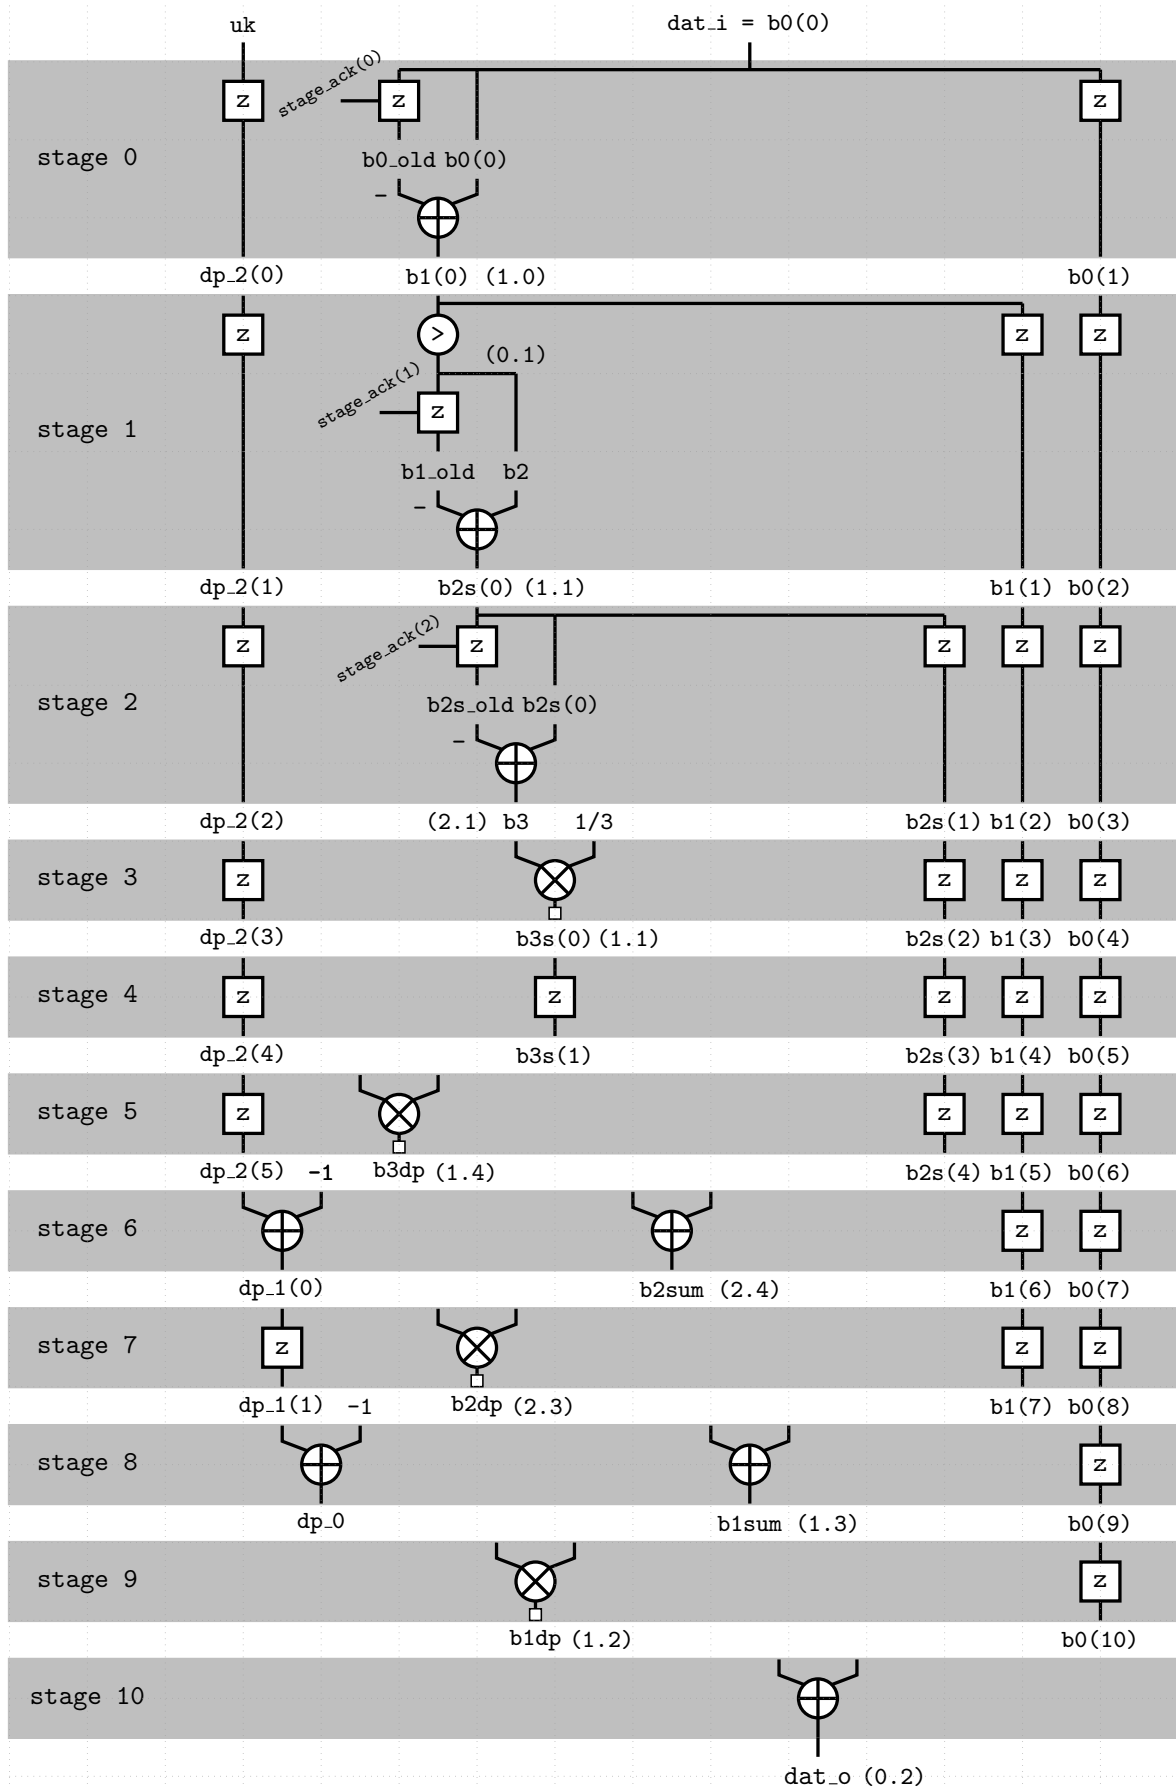 uk dat_i = b0(0)
stage_ack(0)
z z z
stage 0 b0_old b0(0)
-
dp_2(0) b1(0) (1.0) b0(1)
z > z z
(0.1)
stage_ack(1)
z
stage 1
b1_old b2
-
dp_2(1) b2s(0) (1.1) b1(1) b0(2)
stage_ack(2)
z z z z z
stage 2 b2s_old b2s(0)
-
dp_2(2) (2.1) b3 1/3 b2s(1) b1(2) b0(3)
stage 3 z z z z
dp_2(3) b3s(0) (1.1) b2s(2) b1(3) b0(4)
stage 4 z z z z z
dp_2(4) b3s(1) b2s(3) b1(4) b0(5)
stage 5 z z z z
dp_2(5) -1 b3dp (1.4) b2s(4) b1(5) b0(6)
stage 6 z z
dp_1(0) b2sum (2.4) b1(6) b0(7)
stage 7 z z z
dp_1(1) -1 b2dp (2.3) b1(7) b0(8)
stage 8 z
dp_0 b1sum (1.3) b0(9)
stage 9 z
b1dp (1.2) b0(10)
stage 10
dat_o (0.2)